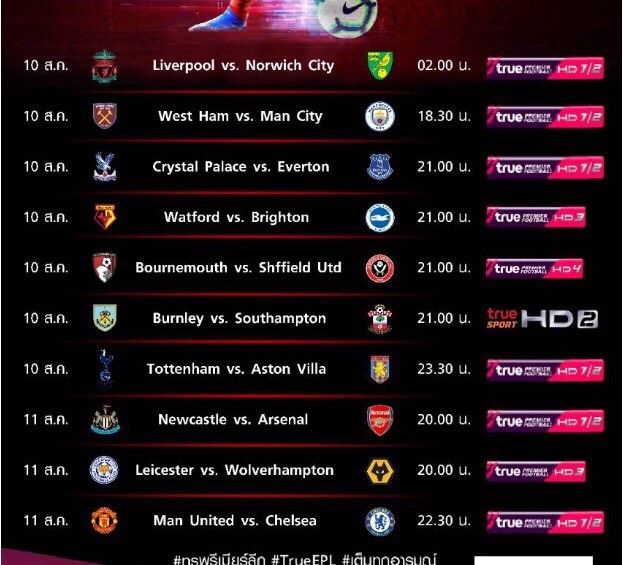 10 ส.ค. Liverpool vs. Norwich City 02.00 น. true PREMIER FOOTBALL HD 1/2
10 ส.ค. West Ham vs. Man City 18.30 น. true PREMIER FOOTBALL HD 1/2
10 ส.ค. Crystal Palace vs. Everton 21.00 น. true PREMIER FOOTBALL HD 1/2
10 ส.ค. Watford vs. Brighton 21.00 น. true PREMIER FOOTBALL HD 3
10 ส.ค. Bournemouth vs. Shffield Utd 21.00 น. true PREMIER FOOTBALL HD 4
10 ส.ค. Burnley vs. Southampton 21.00 น. true SPORT HD 2
10 ส.ค. Tottenham vs. Aston Villa 23.30 น. true PREMIER FOOTBALL HD 1/2
11 ส.ค. Newcastle vs. Arsenal 20.00 น. true PREMIER FOOTBALL HD 1/2
11 ส.ค. Leicester vs. Wolverhampton 20.00 น. true PREMIER FOOTBALL HD 3
11 ส.ค. Man United vs. Chelsea 22.30 น. true PREMIER FOOTBALL HD 1/2
#ทรูพรีเมียร์ลีก #TrueEPL #เต็มทุกอารมณ์